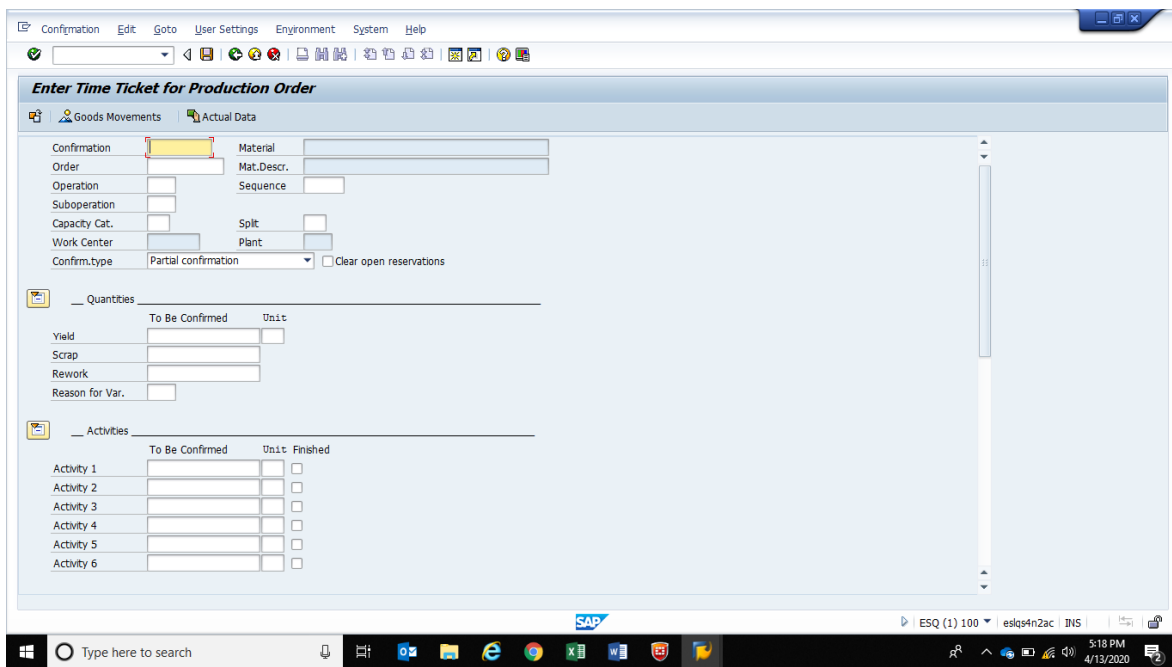 Confirmation Edit Goto User Settings Environment System Help
Enter Time Ticket for Production Order
Goods Movements Actual Data
Confirmation Material
Order Mat.Descr.
Operation Sequence
Suboperation
Capacity Cat. Split
Work Center Plant
Confirm.type Partial confirmation Clear open reservations
Quantities
To Be Confirmed Unit
Yield
Scrap
Rework
Reason for Var.
Activities
To Be Confirmed Unit Finished
Activity 1
Activity 2
Activity 3
Activity 4
Activity 5
Activity 6
SAP ESQ (1) 100 eslqs4n2ac INS
Type here to search 5:18 PM
4/13/2020